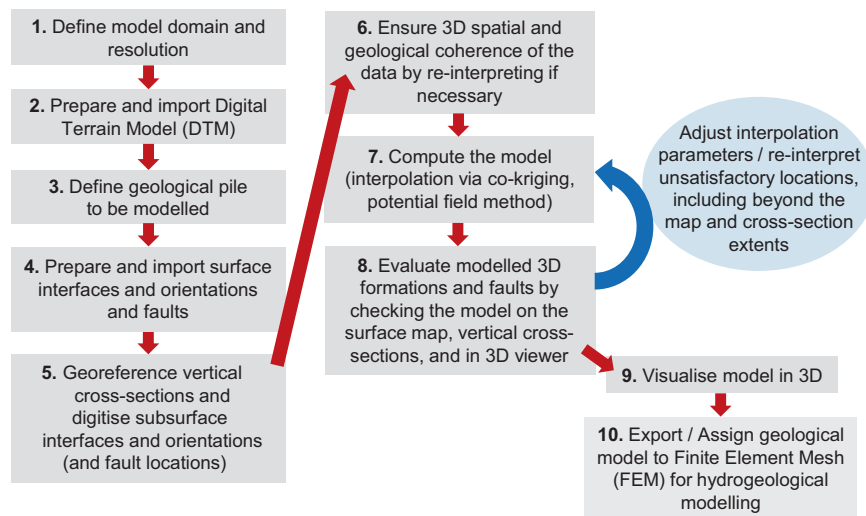 1. Define model domain and
resolution
2. Prepare and import Digital
Terrain Model (DTM)
3. Define geological pile
to be modelled
4. Prepare and import surface
interfaces and orientations
and faults
5. Georeference vertical
cross-sections and
digitise subsurface
interfaces and orientations
(and fault locations)
6. Ensure 3D spatial and
geological coherence of the
data by re-interpreting if
necessary
7. Compute the model
(interpolation via co-kriging,
potential field method)
8. Evaluate modelled 3D
formations and faults by
checking the model on the
surface map, vertical cross-
sections, and in 3D viewer
Adjust interpolation
parameters / re-interpret
unsatisfactory locations,
including beyond the
map and cross-section
extents
9. Visualise model in 3D
10. Export / Assign geological
model to Finite Element Mesh
(FEM) for hydrogeological
modelling